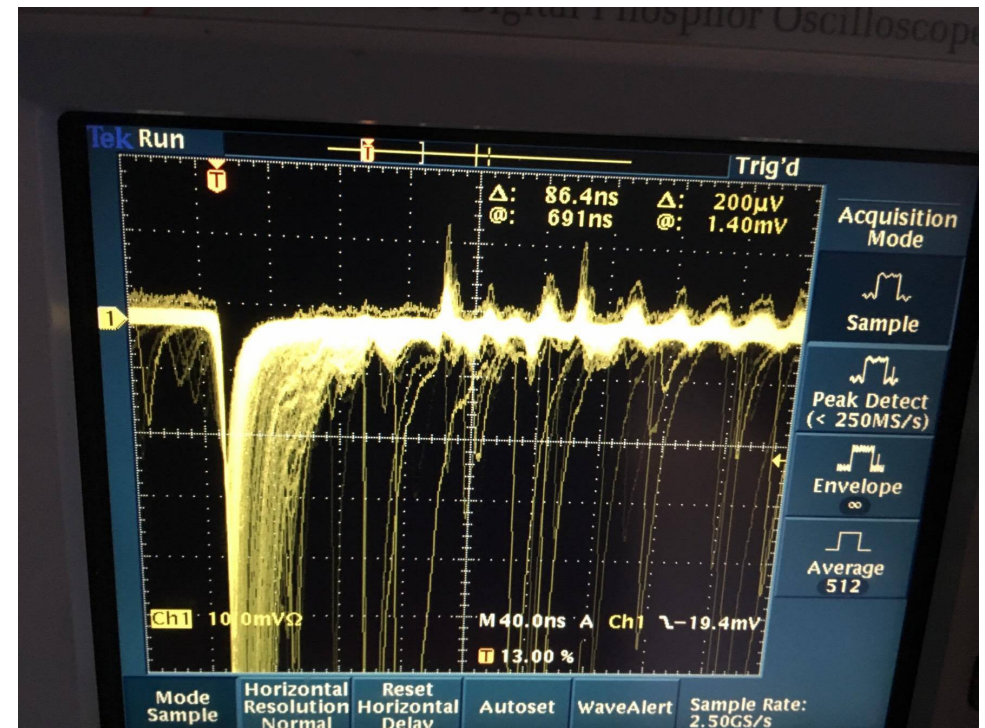 Digital Phosphor Oscilloscope
Tek Run
Trig'd
T
T
Δ: 86.4ns Δ: 200µV
@: 691ns @: 1.40mV
1
Acquisition
Mode
Sample
Peak Detect
(< 250MS/s)
Envelope
∞
Average
512
Ch1 10.0mVΩ
M 40.0ns A Ch1 -19.4mV
T 13.00 %
Mode
Sample
Horizontal
Resolution
Normal
Reset
Horizontal
Delay
Autoset
WaveAlert
Sample Rate:
2.50GS/s